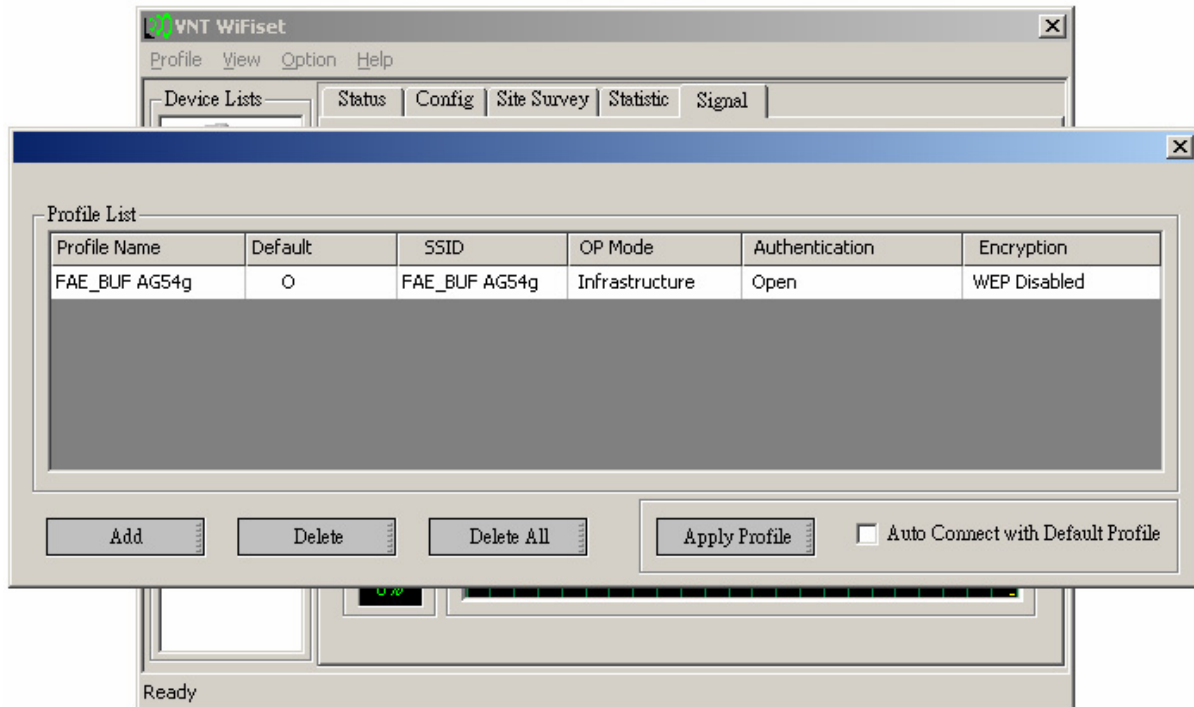 VNT WiFiset
Profile View Option Help
Device Lists
Status Config Site Survey Statistic Signal
Profile List
Profile Name Default SSID OP Mode Authentication Encryption
FAE_BUF AG54g O FAE_BUF AG54g Infrastructure Open WEP Disabled
Add Delete Delete All Apply Profile Auto Connect with Default Profile
0%
Ready